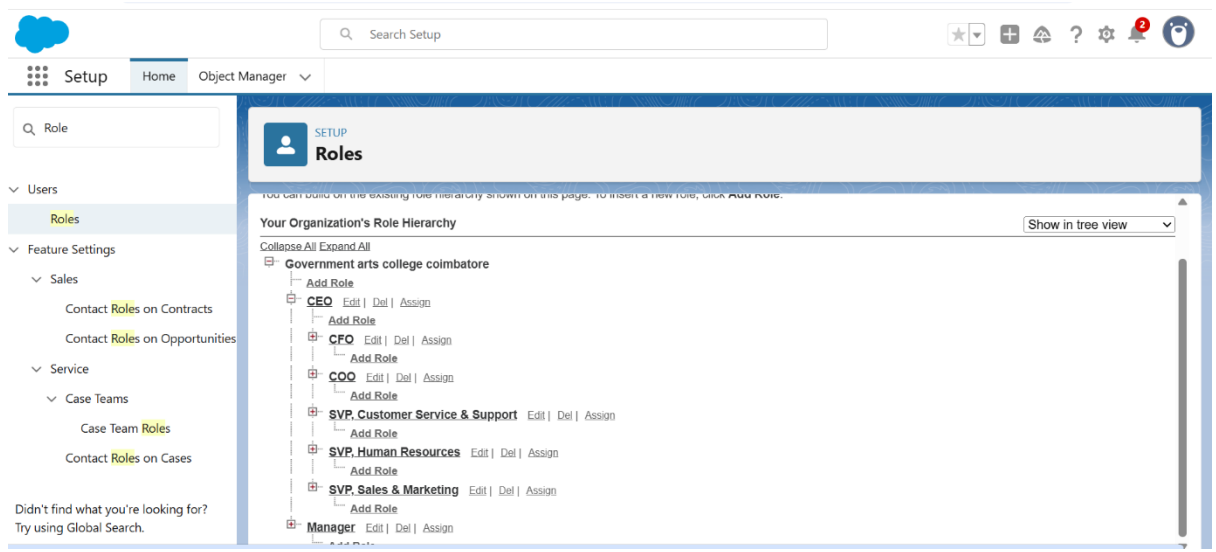 Search Setup
2
Setup
Home
Object Manager
Role
SETUP
Roles
Users
Roles
Feature Settings
Sales
Contact Roles on Contracts
Contact Roles on Opportunities
Service
Case Teams
Case Team Roles
Contact Roles on Cases
Didn't find what you're looking for?
Try using Global Search.
You can build on the existing role hierarchy shown on this page. To insert a new role, click Add Role.
Your Organization's Role Hierarchy
Show in tree view
Collapse All Expand All
Government arts college coimbatore
Add Role
CEO Edit | Del | Assign
Add Role
CFO Edit | Del | Assign
Add Role
COO Edit | Del | Assign
Add Role
SVP, Customer Service & Support Edit | Del | Assign
Add Role
SVP, Human Resources Edit | Del | Assign
Add Role
SVP, Sales & Marketing Edit | Del | Assign
Add Role
Manager Edit | Del | Assign
Add Role